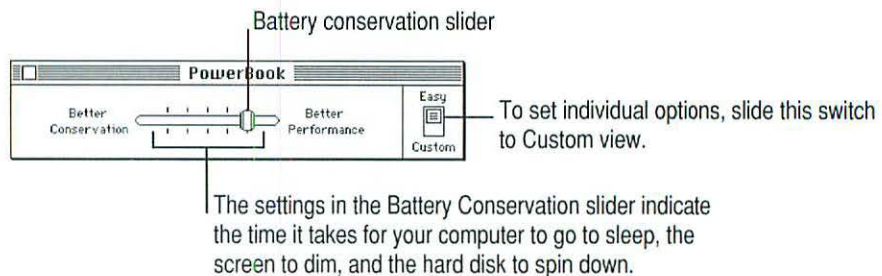 Battery conservation slider
PowerBook
Better
Conservation
Better
Performance
Easy
Custom
To set individual options, slide this switch
to Custom view.
The settings in the Battery Conservation slider indicate
the time it takes for your computer to go to sleep, the
screen to dim, and the hard disk to spin down.